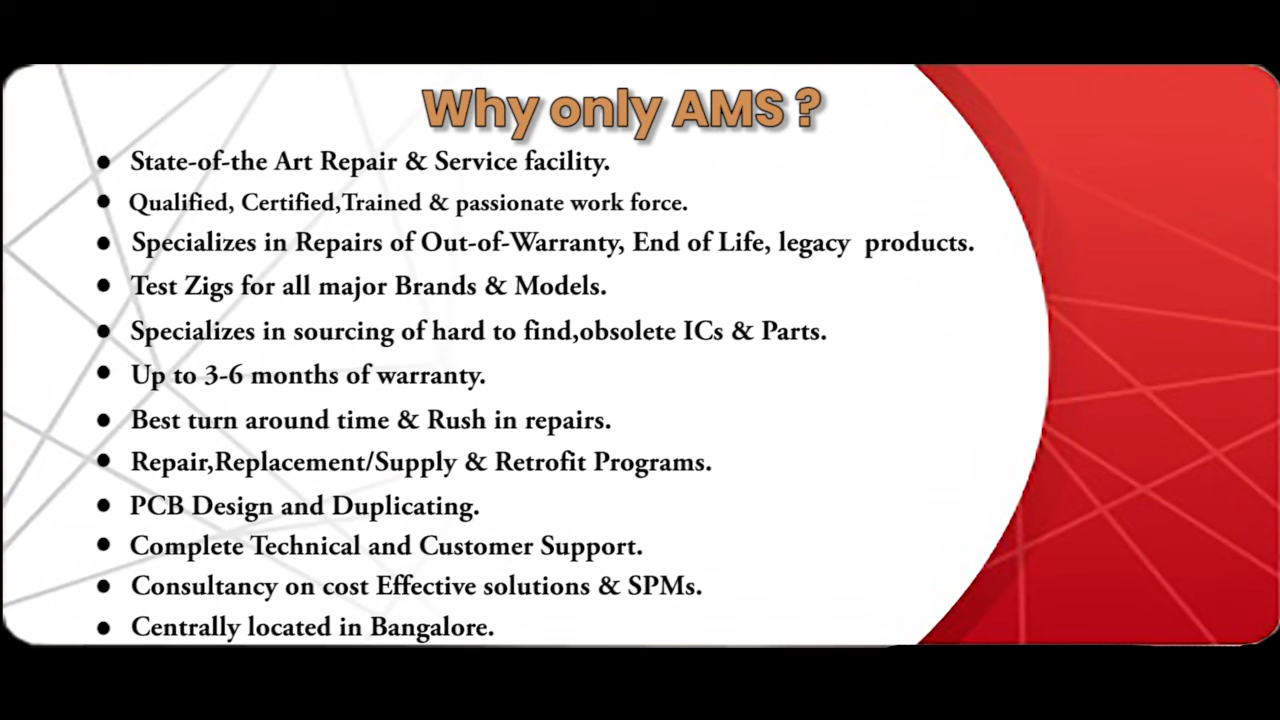 Why only AMS ?
● State-of-the Art Repair & Service facility.
● Qualified, Certified,Trained & passionate work force.
● Specializes in Repairs of Out-of-Warranty, End of Life, legacy  products.
● Test Zigs for all major Brands & Models.
● Specializes in sourcing of hard to find,obsolete ICs & Parts.
● Up to 3-6 months of warranty.
● Best turn around time & Rush in repairs.
● Repair,Replacement/Supply & Retrofit Programs.
● PCB Design and Duplicating.
● Complete Technical and Customer Support.
● Consultancy on cost Effective solutions & SPMs.
● Centrally located in Bangalore.